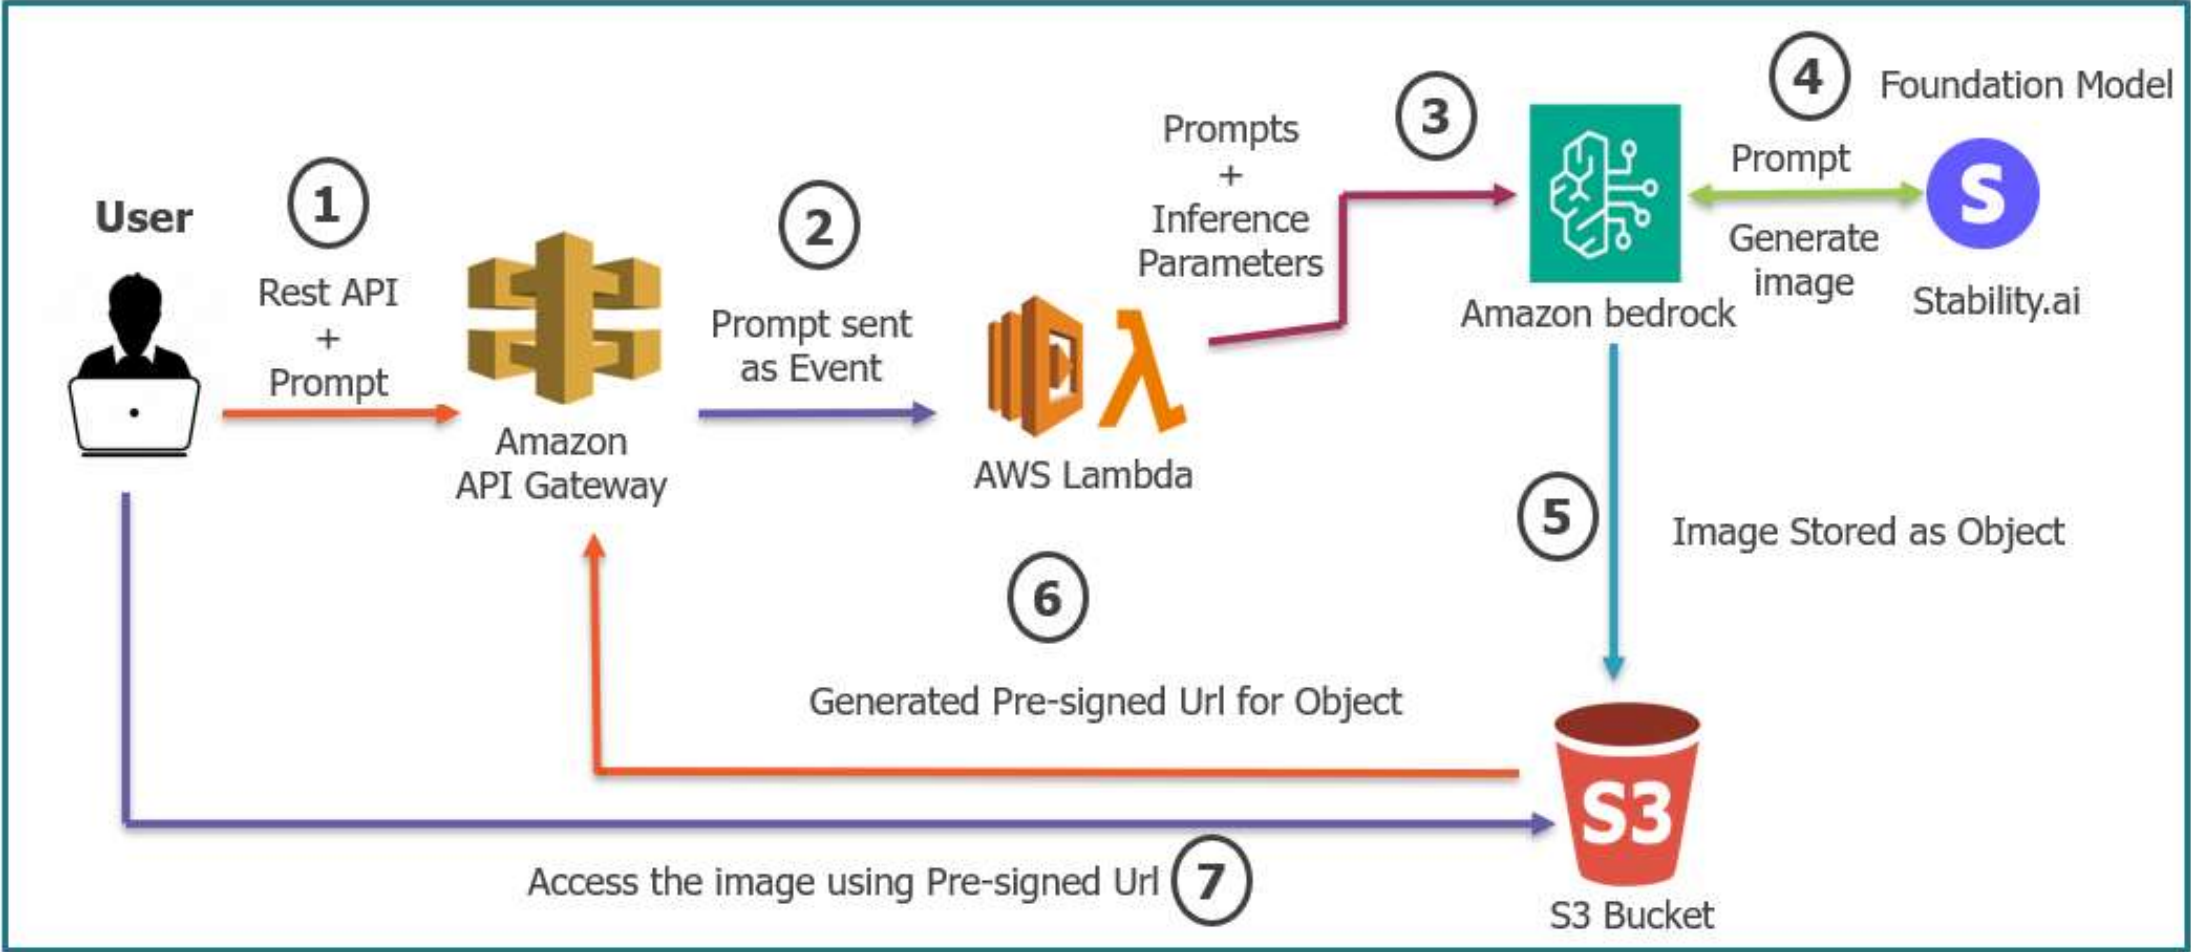 User
1
Rest API
+
Prompt
Amazon
API Gateway
2
Prompt sent
as Event
AWS Lambda
Prompts
+
Inference
Parameters
3
Amazon bedrock
4
Foundation Model
Prompt
Generate
image
S
Stability.ai
5
Image Stored as Object
6
Generated Pre-signed Url for Object
S3
S3 Bucket
Access the image using Pre-signed Url
7